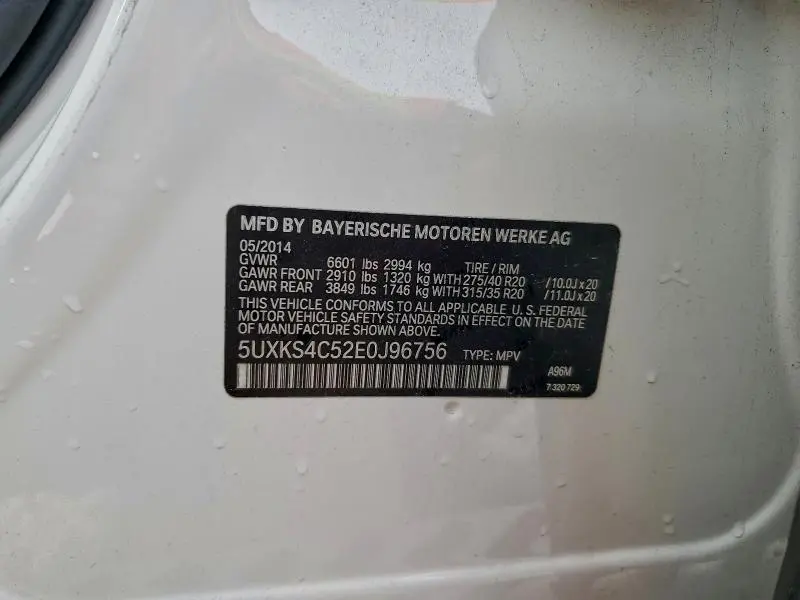 MFD BY BAYERISCHE MOTOREN WERKE AG
05/2014
GVWR 6601 lbs 2994 kg TIRE / RIM
GAWR FRONT 2910 lbs 1320 kg WITH 275/40 R20 /10.0J x 20
GAWR REAR 3849 lbs 1746 kg WITH 315/35 R20 /11.0J x 20
THIS VEHICLE CONFORMS TO ALL APPLICABLE U. S. FEDERAL
MOTOR VEHICLE SAFETY STANDARDS IN EFFECT ON THE DATE
OF MANUFACTURE SHOWN ABOVE.
5UXKS4C52E0J96756 TYPE: MPV
A96M
7 320 729